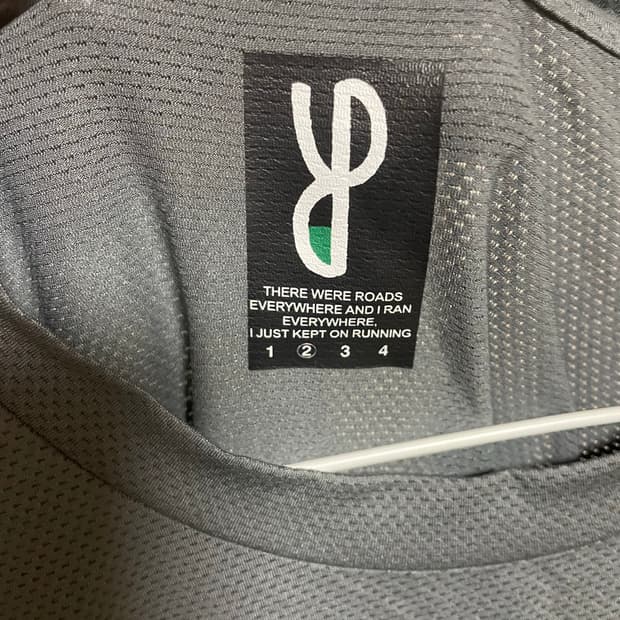 THERE WERE ROADS
EVERYWHERE AND I RAN
EVERYWHERE,
I JUST KEPT ON RUNNING
1 ② 3 4